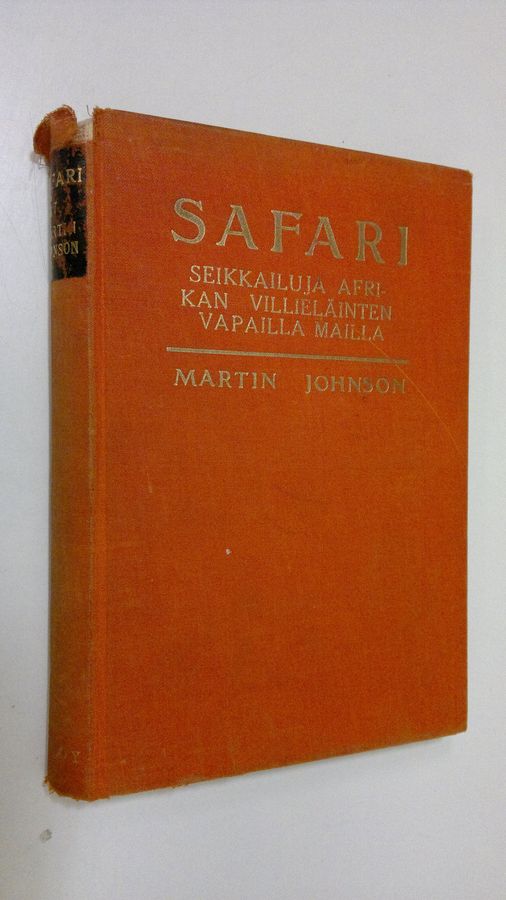 SAFARI
SEIKKAILUJA AFRI-
KAN VILLIELÄINTEN
VAPAILLA MAILLA
MARTIN JOHNSON